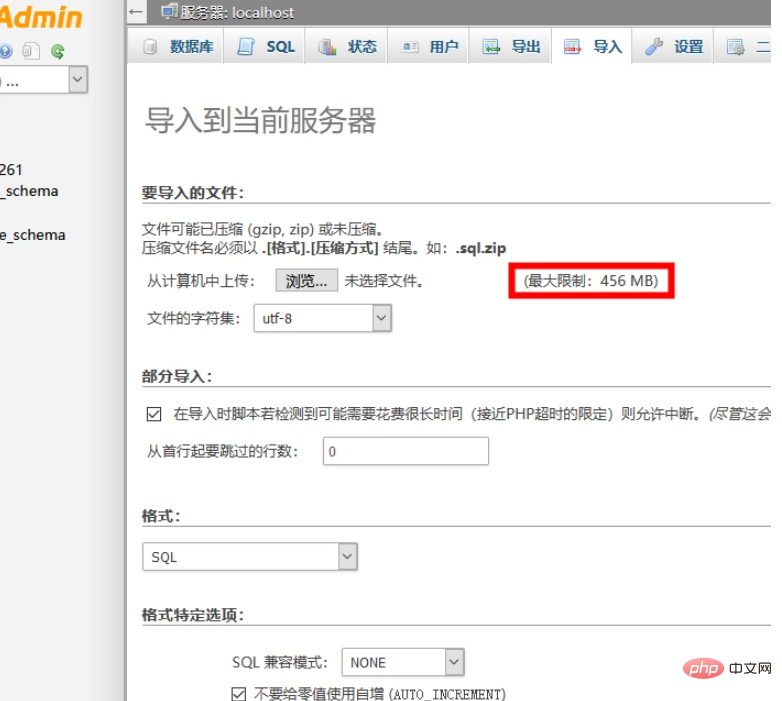 Admin
服务器: localhost
数据库 SQL 状态 用户 导出 导入 设置 二
) ...
261
_schema
e_schema
导入到当前服务器
要导入的文件：
文件可能已压缩 (gzip, zip) 或未压缩。
压缩文件名必须以 .[格式].[压缩方式] 结尾。如：.sql.zip
从计算机中上传： 浏览... 未选择文件。 (最大限制：456 MB)
文件的字符集： utf-8
部分导入：
在导入时脚本若检测到可能需要花费很长时间（接近PHP超时的限定）则允许中断。(尽管这会
从首行起要跳过的行数： 0
格式：
SQL
格式特定选项：
SQL 兼容模式： NONE
不要给零值使用自增 (AUTO_INCREMENT)
php 中文网